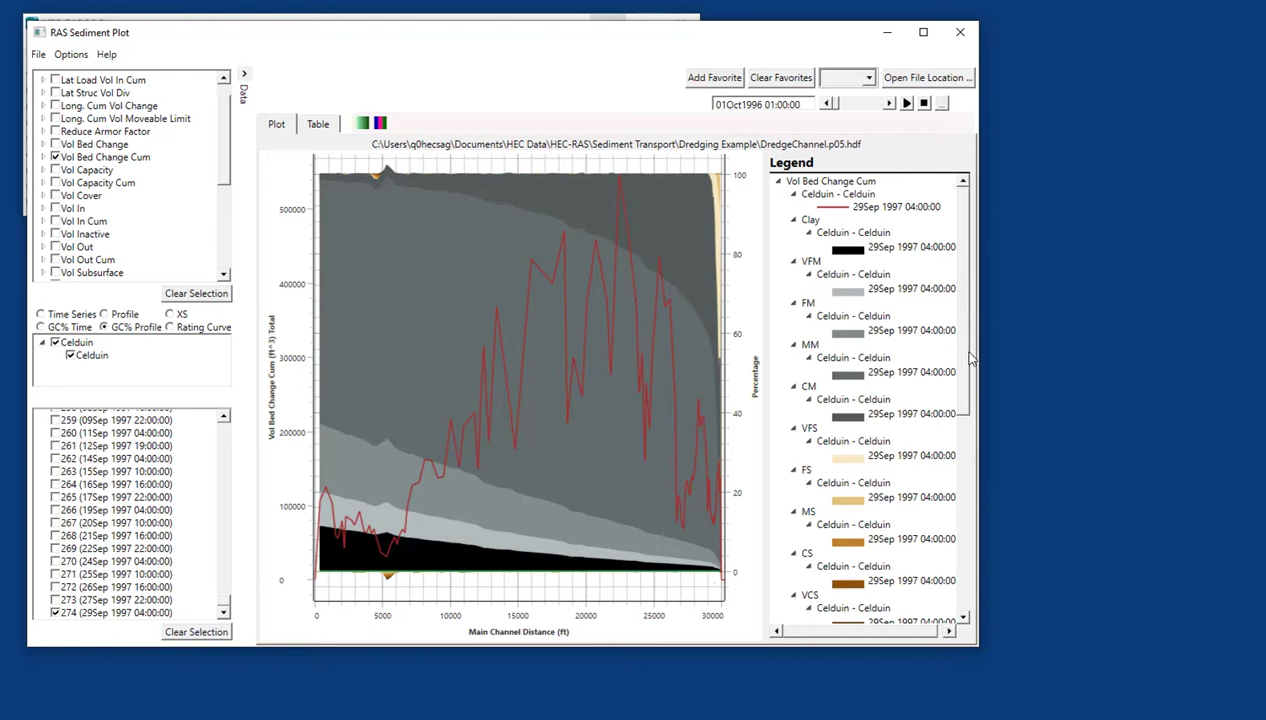 RAS Sediment Plot
File Options Help
Lat Load Vol In Cum
Lat Struc Vol Div
Long. Cum Vol Change
Long. Cum Vol Moveable Limit
Reduce Armor Factor
Vol Bed Change
Vol Bed Change Cum
Vol Capacity
Vol Capacity Cum
Vol Cover
Vol In
Vol In Cum
Vol Inactive
Vol Out
Vol Out Cum
Vol Subsurface
Clear Selection
Time Series Profile XS
GC% Time GC% Profile Rating Curve
Celduin
Celduin
259 (09Sep 1997 22:00:00)
260 (11Sep 1997 04:00:00)
261 (12Sep 1997 19:00:00)
262 (14Sep 1997 04:00:00)
263 (15Sep 1997 10:00:00)
264 (16Sep 1997 16:00:00)
265 (17Sep 1997 22:00:00)
266 (19Sep 1997 04:00:00)
267 (20Sep 1997 10:00:00)
268 (21Sep 1997 16:00:00)
269 (22Sep 1997 22:00:00)
270 (24Sep 1997 04:00:00)
271 (25Sep 1997 10:00:00)
272 (26Sep 1997 16:00:00)
273 (27Sep 1997 22:00:00)
274 (29Sep 1997 04:00:00)
Clear Selection
Data
Add Favorite Clear Favorites Open File Location ...
01Oct1996 01:00:00 ...
Plot Table
C:\Users\q0hecsag\Documents\HEC Data\HEC-RAS\Sediment Transport\Dredging Example\DredgeChannel.p05.hdf
Vol Bed Change Cum (ft^3) Total
500000
400000
300000
200000
100000
0
0 5000 10000 15000 20000 25000 30000
Main Channel Distance (ft)
100
80
60
40
20
0
Percentage
Legend
Vol Bed Change Cum
Celduin - Celduin
29Sep 1997 04:00:00
Clay
Celduin - Celduin
29Sep 1997 04:00:00
VFM
Celduin - Celduin
29Sep 1997 04:00:00
FM
Celduin - Celduin
29Sep 1997 04:00:00
MM
Celduin - Celduin
29Sep 1997 04:00:00
CM
Celduin - Celduin
29Sep 1997 04:00:00
VFS
Celduin - Celduin
29Sep 1997 04:00:00
FS
Celduin - Celduin
29Sep 1997 04:00:00
MS
Celduin - Celduin
29Sep 1997 04:00:00
CS
Celduin - Celduin
29Sep 1997 04:00:00
VCS
Celduin - Celduin
29Sep 1997 04:00:00